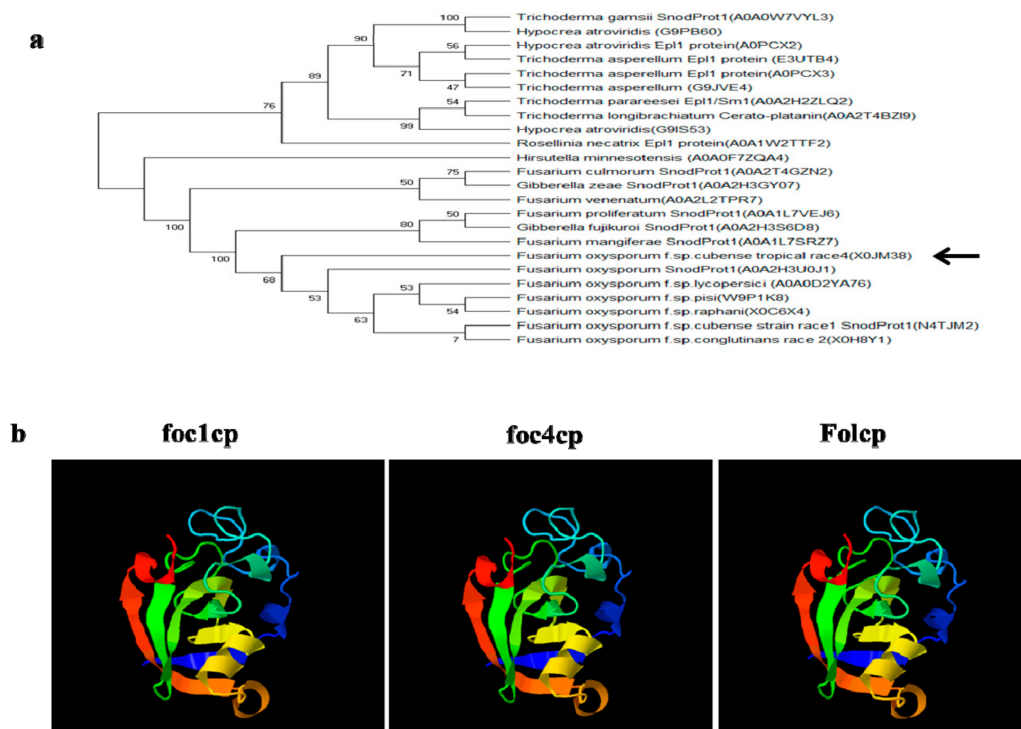 a
100
Trichoderma gamsii SnodProt1(A0A0W7VYL3)
Hypocrea atroviridis (G9PB60)
90
56
Hypocrea atroviridis Epl1 protein(A0PCX2)
Trichoderma asperellum Epl1 protein (E3UTB4)
71
89
Trichoderma asperellum Epl1 protein(A0PCX3)
47
Trichoderma asperellum (G9JVE4)
76
54
Trichoderma parareesei Epl1/Sm1(A0A2H2ZLQ2)
Trichoderma longibrachiatum Cerato-platanin(A0A2T4BZI9)
99
Hypocrea atroviridis(G9IS53)
Rosellinia necatrix Epl1 protein(A0A1W2TTF2)
Hirsutella minnesotensis (A0A0F7ZQA4)
75
Fusarium culmorum SnodProt1(A0A2T4GZN2)
50
Gibberella zeae SnodProt1(A0A2H3GY07)
Fusarium venenatum(A0A2L2TPR7)
100
50
Fusarium proliferatum SnodProt1(A0A1L7VEJ6)
80
Gibberella fujikuroi SnodProt1(A0A2H3S6D8)
Fusarium mangiferae SnodProt1(A0A1L7SRZ7)
100
Fusarium oxysporum f.sp.cubense tropical race4(X0JM38)
68
Fusarium oxysporum SnodProt1(A0A2H3U0J1)
53
53
Fusarium oxysporum f.sp.lycopersici (A0A0D2YA76)
Fusarium oxysporum f.sp.pisi(W9P1K8)
54
Fusarium oxysporum f.sp.raphani(X0C6X4)
63
Fusarium oxysporum f.sp.cubense strain race1 SnodProt1(N4TJM2)
7
Fusarium oxysporum f.sp.conglutinans race 2(X0H8Y1)
b
foc1cp
foc4cp
Folcp